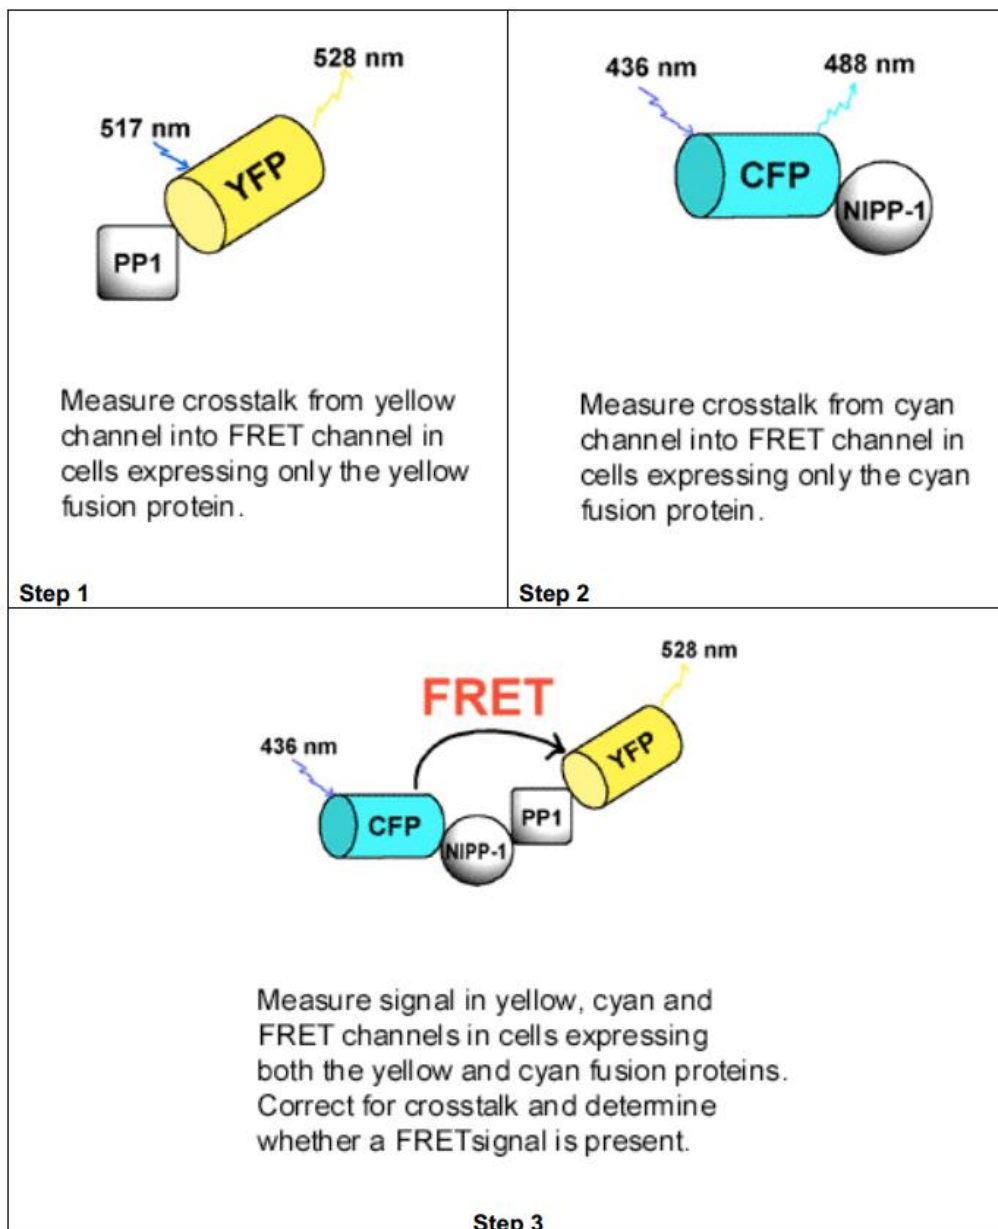 528 nm
517 nm
YFP
PP1
Measure crosstalk from yellow
channel into FRET channel in
cells expressing only the yellow
fusion protein.
Step 1
436 nm
488 nm
CFP
NIPP-1
Measure crosstalk from cyan
channel into FRET channel in
cells expressing only the cyan
fusion protein.
Step 2
528 nm
FRET
436 nm
YFP
CFP
NIPP-1
PP1
Measure signal in yellow, cyan and
FRET channels in cells expressing
both the yellow and cyan fusion proteins.
Correct for crosstalk and determine
whether a FRETsignal is present.
Step 3